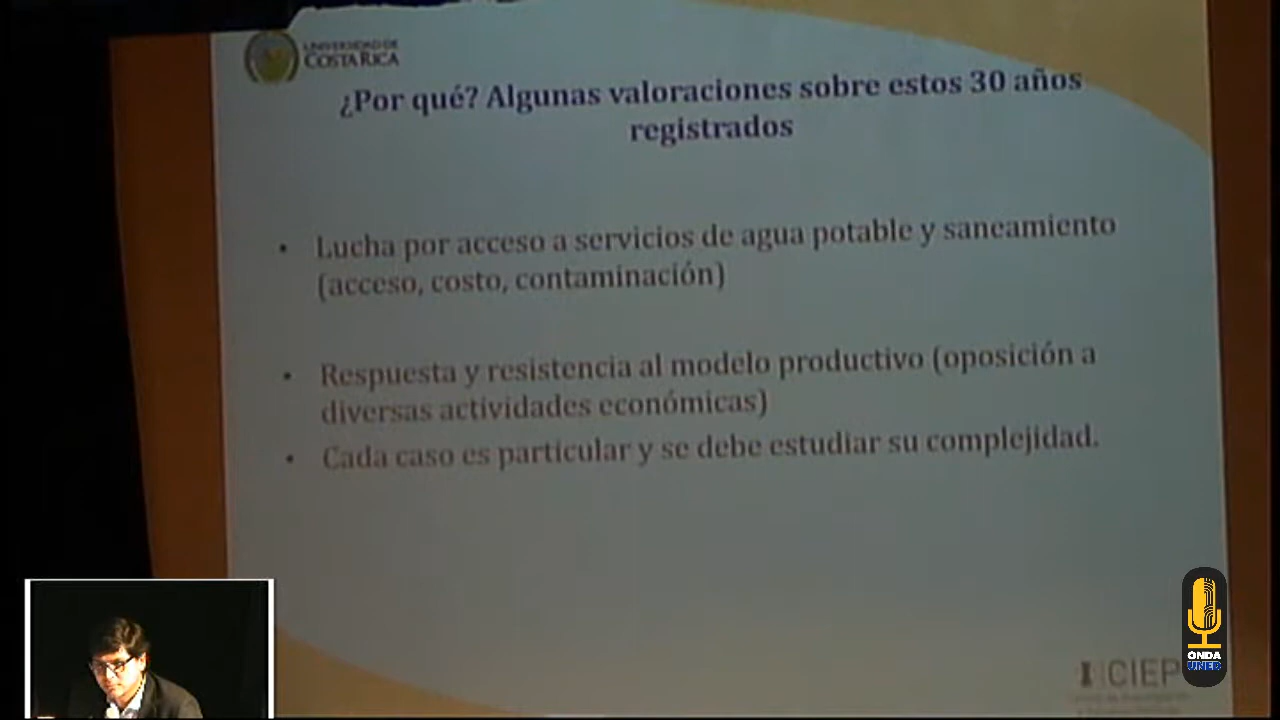 UNIVERSIDAD DE
COSTA RICA
¿Por qué? Algunas valoraciones sobre estos 30 años
registrados
• Lucha por acceso a servicios de agua potable y saneamiento
(acceso, costo, contaminación)
• Respuesta y resistencia al modelo productivo (oposición a
diversas actividades económicas)
• Cada caso es particular y se debe estudiar su complejidad.
CIEP
ONDA
UNED